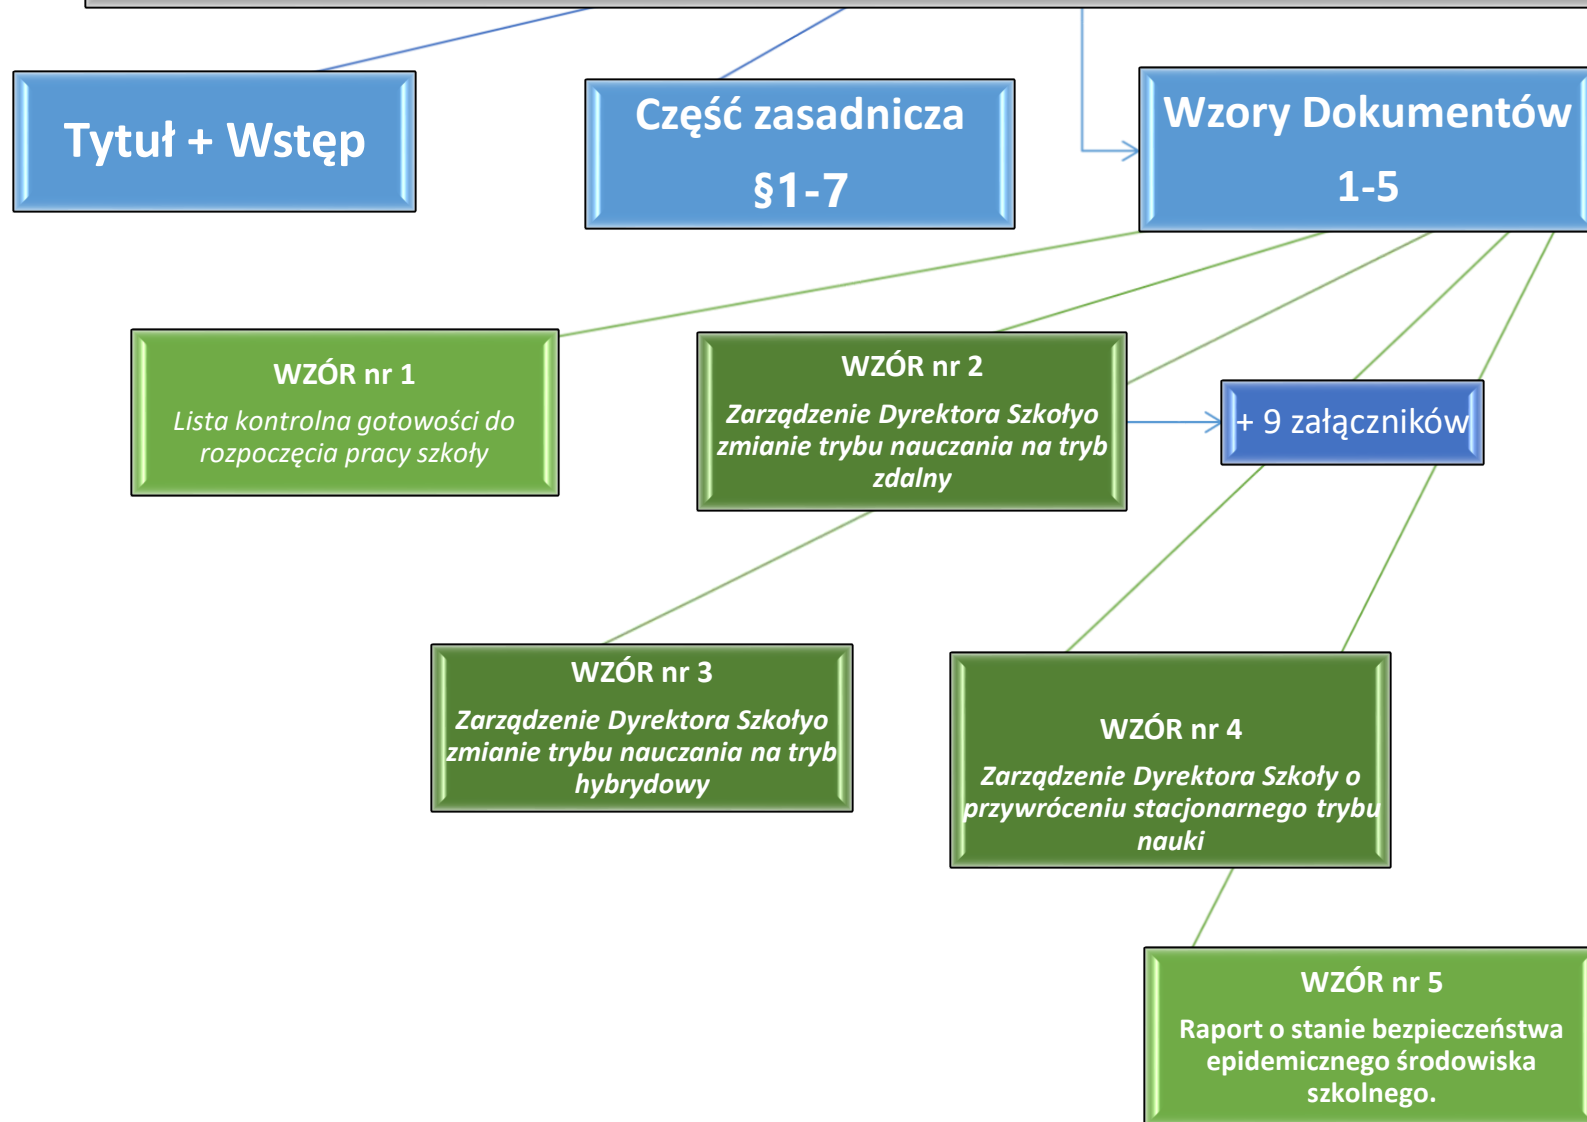 Tytuł + Wstęp
Część zasadnicza
§1-7
Wzory Dokumentów
1-5
WZÓR nr 1
Lista kontrolna gotowości do
rozpoczęcia pracy szkoły
WZÓR nr 2
Zarządzenie Dyrektora Szkołyo
zmianie trybu nauczania na tryb
zdalny
+ 9 załączników
WZÓR nr 3
Zarządzenie Dyrektora Szkołyo
zmianie trybu nauczania na tryb
hybrydowy
WZÓR nr 4
Zarządzenie Dyrektora Szkoły o
przywróceniu stacjonarnego trybu
nauki
WZÓR nr 5
Raport o stanie bezpieczeństwa
epidemicznego środowiska
szkolnego.